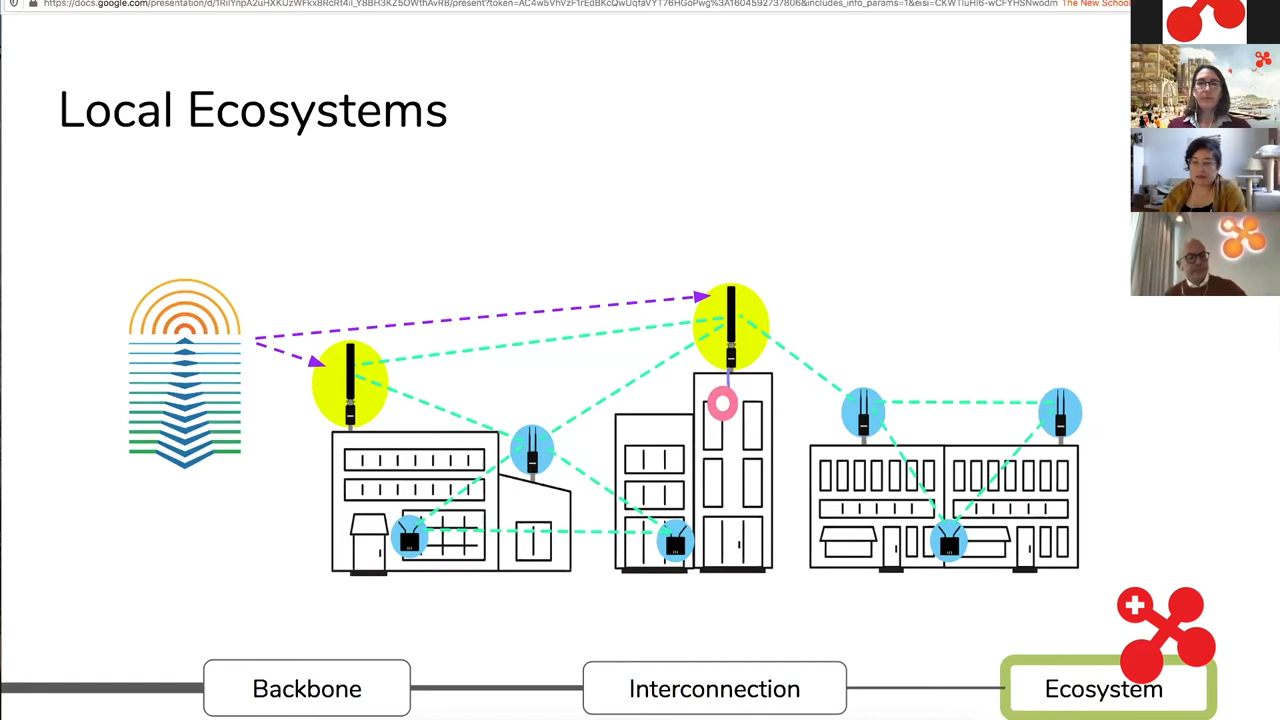 The New School
Local Ecosystems
Backbone
Interconnection
Ecosystem